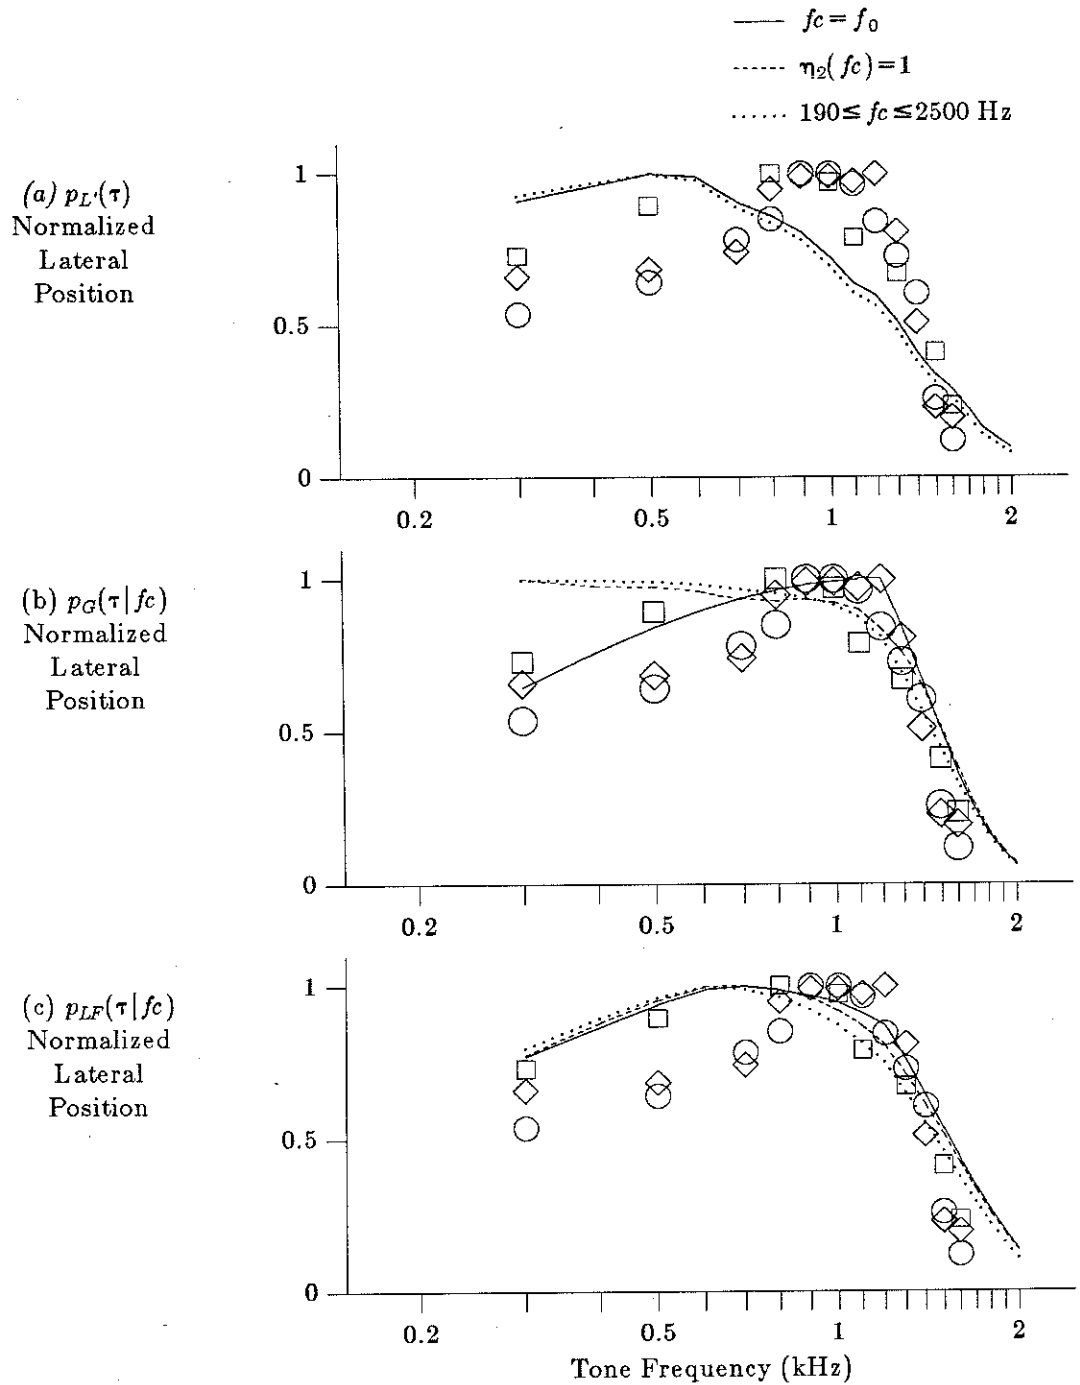 fc = f0
η2(fc)=1
190≤ fc ≤2500 Hz
(a) pL'(τ)
Normalized
Lateral
Position
1
0.5
0
0.2
0.5
1
2
(b) pG(τ|fc)
Normalized
Lateral
Position
1
0.5
0
0.2
0.5
1
2
(c) pLF(τ|fc)
Normalized
Lateral
Position
1
0.5
0
0.2
0.5
1
2
Tone Frequency (kHz)